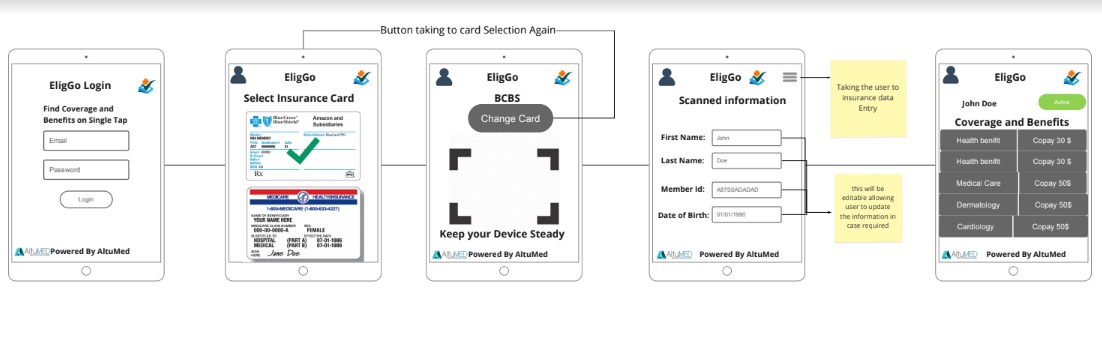 Button taking to card Selection Again
EligGo Login
Find Coverage and
Benefits on Single Tap
Email
Password
Login
AltuMED Powered By AltuMed
EligGo
Select Insurance Card
BlueCross
BlueShield
Amazon and
Subsidiaries
Rx
MEDICARE HEALTH INSURANCE
1-800-MEDICARE (1-800-633-4227)
NAME OF BENEFICIARY
YOUR NAME HERE
MEDICARE CLAIM NUMBER SEX
000-00-0000-A FEMALE
IS ENTITLED TO EFFECTIVE DATE
HOSPITAL (PART A) 07-01-1986
MEDICAL (PART B) 07-01-1986
SIGN
HERE Jane Doe
EligGo
BCBS
Change Card
Keep your Device Steady
AltuMED Powered By AltuMed
EligGo
Scanned information
First Name: John
Last Name: Doe
Member Id: A87SSADADAD
Date of Birth: 01/01/1990
AltuMED Powered By AltuMed
Taking the user to
insurance data
Entry
this will be
editable allowing
user to update
the information in
case required
EligGo
John Doe Active
Coverage and Benefits
Health benifit Copay 30 $
Health benifit Copay 30 $
Medical Care Copay 50$
Dermatology Copay 50$
Cardiology Copay 50$
AltuMED Powered By AltuMed